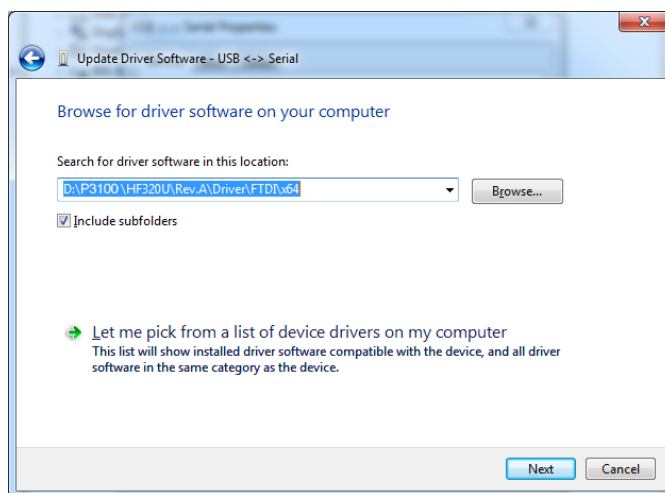 Update Driver Software - USB <-> Serial
Browse for driver software on your computer
Search for driver software in this location:
D:\P3100\HF320U\Rev.A\Driver\FTDI\x64
Browse...
Include subfolders
Let me pick from a list of device drivers on my computer
This list will show installed driver software compatible with the device, and all driver
software in the same category as the device.
Next
Cancel